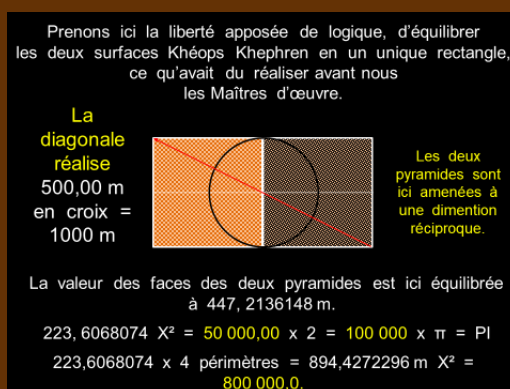 Prenons ici la liberté apposée de logique, d'équilibrer
les deux surfaces Khéops Khephren en un unique rectangle,
ce qu'avait du réaliser avant nous
les Maîtres d'œuvre.
La
diagonale
réalise
500,00 m
en croix =
1000 m
Les deux
pyramides sont
ici amenées à
une dimention
réciproque.
La valeur des faces des deux pyramides est ici équilibrée
à 447, 2136148 m.
223, 6068074 X² = 50 000,00 x 2 = 100 000 x π = PI
223,6068074 x 4 périmètres = 894,4272296 m X² =
800 000,0.